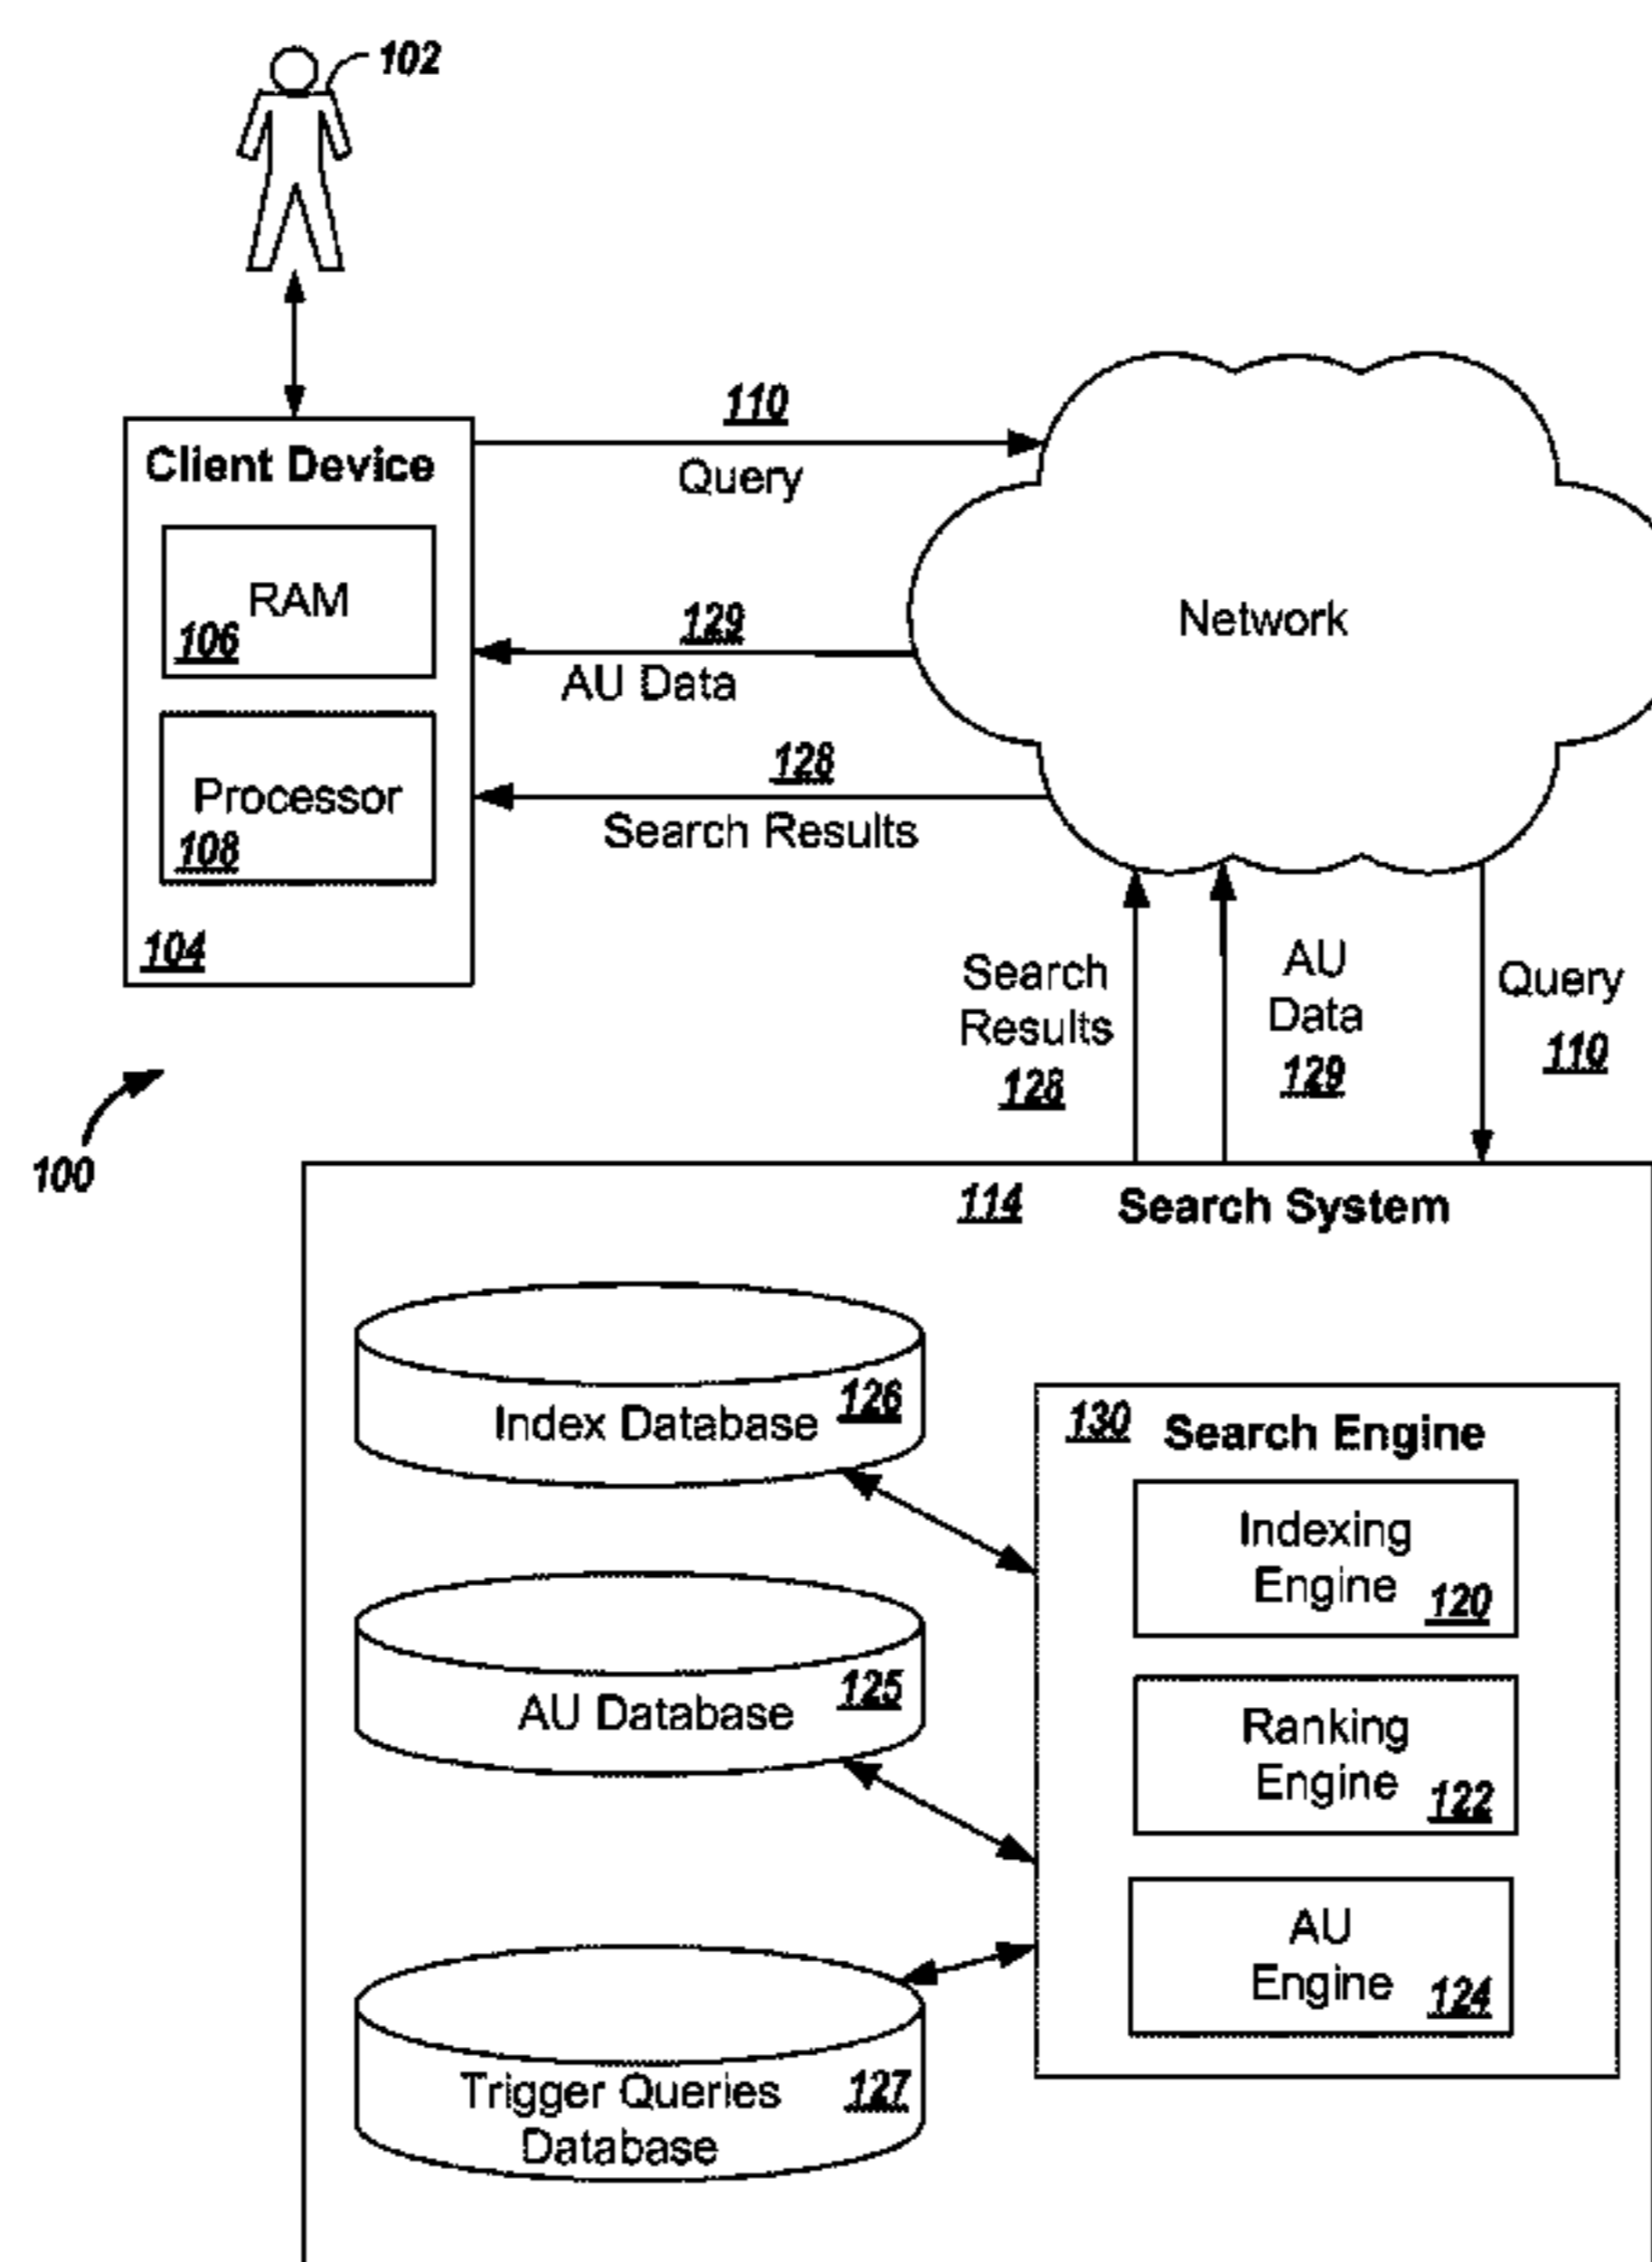 102
110
Client Device
Query
RAM
106
129
AU Data
Network
Processor
108
128
Search Results
104
Search
Results
128
AU
Data
129
Query
110
100
114 Search System
Index Database 126
130 Search Engine
Indexing
Engine 120
AU Database 125
Ranking
Engine 122
AU
Engine 124
Trigger Queries
Database
127